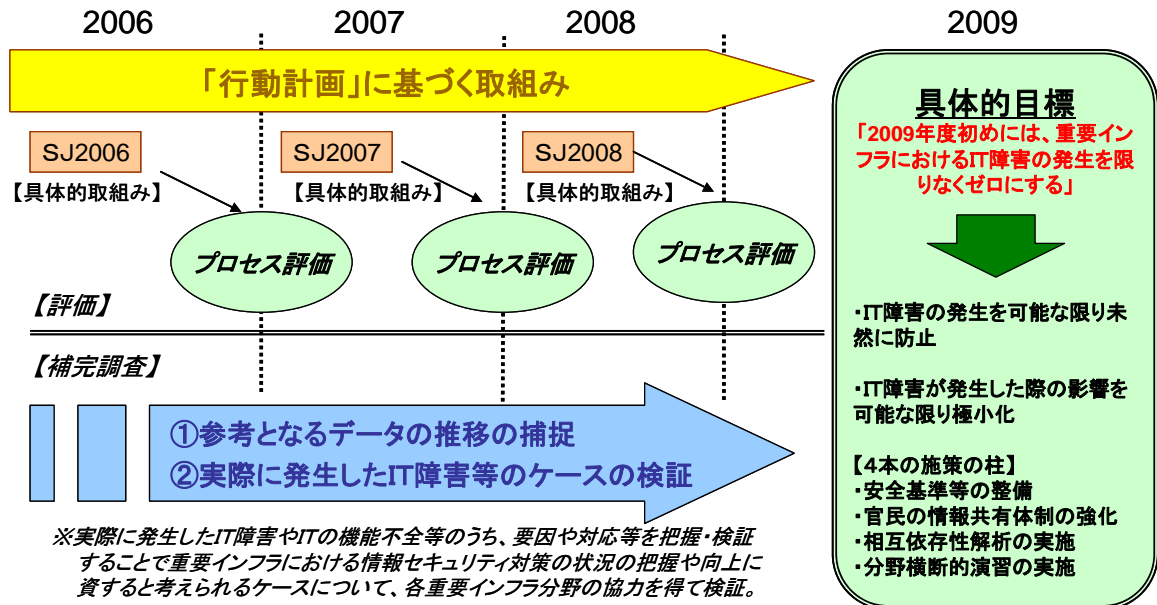 2006
2007
2008
2009
「行動計画」に基づく取組み
SJ2006
SJ2007
SJ2008
【具体的取組み】
【具体的取組み】
【具体的取組み】
プロセス評価
プロセス評価
プロセス評価
【評価】
【補完調査】
①参考となるデータの推移の捕捉
②実際に発生したIT障害等のケースの検証
※実際に発生したIT障害やITの機能不全等のうち、要因や対応等を把握・検証
することで重要インフラにおける情報セキュリティ対策の状況の把握や向上に
資すると考えられるケースについて、各重要インフラ分野の協力を得て検証。
具体的目標
「2009年度初めには、重要イン
フラにおけるIT障害の発生を限
りなくゼロにする」
・IT障害の発生を可能な限り未
然に防止
・IT障害が発生した際の影響を
可能な限り極小化
【4本の施策の柱】
・安全基準等の整備
・官民の情報共有体制の強化
・相互依存性解析の実施
・分野横断的演習の実施